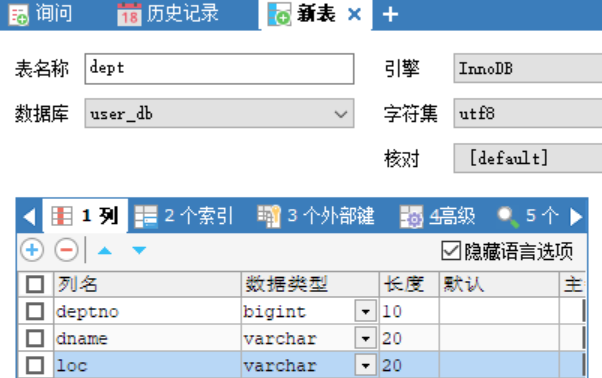 询问 18 历史记录 新表 × +
表名称 dept 引擎 InnoDB
数据库 user_db 字符集 utf8
核对 [default]
1 列 2 个索引 3 个外部键 4高级 5 个
隐藏语言选项
列名 数据类型 长度 默认 主
deptno bigint 10
dname varchar 20
loc varchar 20